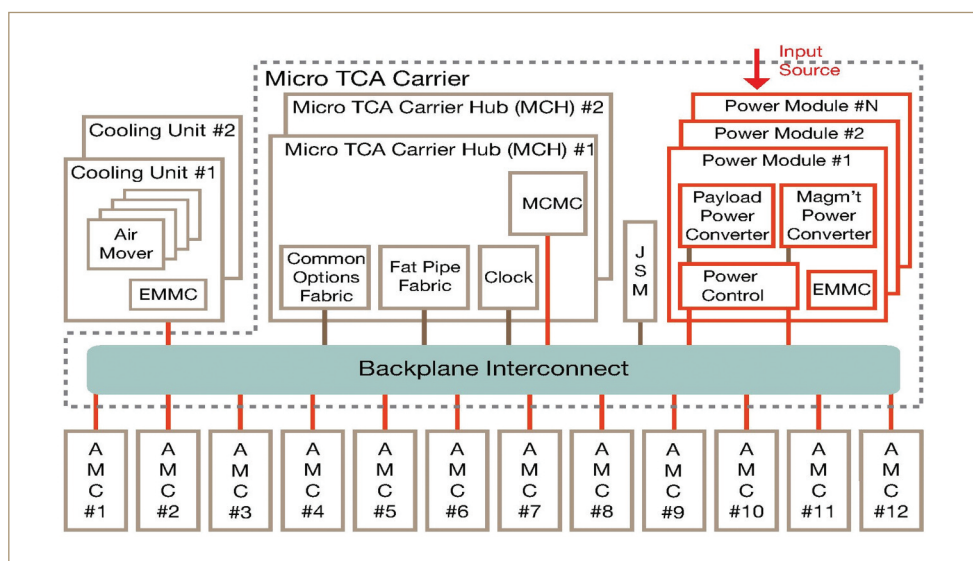 Input
Source
Micro TCA Carrier
Micro TCA Carrier Hub (MCH) #2
Micro TCA Carrier Hub (MCH) #1
MCMC
Common
Options
Fabric
Fat Pipe
Fabric
Clock
Cooling Unit #2
Cooling Unit #1
Air
Mover
EMMC
J
S
M
Power Module #N
Power Module #2
Power Module #1
Payload
Power
Converter
Magm't
Power
Converter
Power
Control
EMMC
Backplane Interconnect
A
M
C
#1
A
M
C
#2
A
M
C
#3
A
M
C
#4
A
M
C
#5
A
M
C
#6
A
M
C
#7
A
M
C
#8
A
M
C
#9
A
M
C
#10
A
M
C
#11
A
M
C
#12